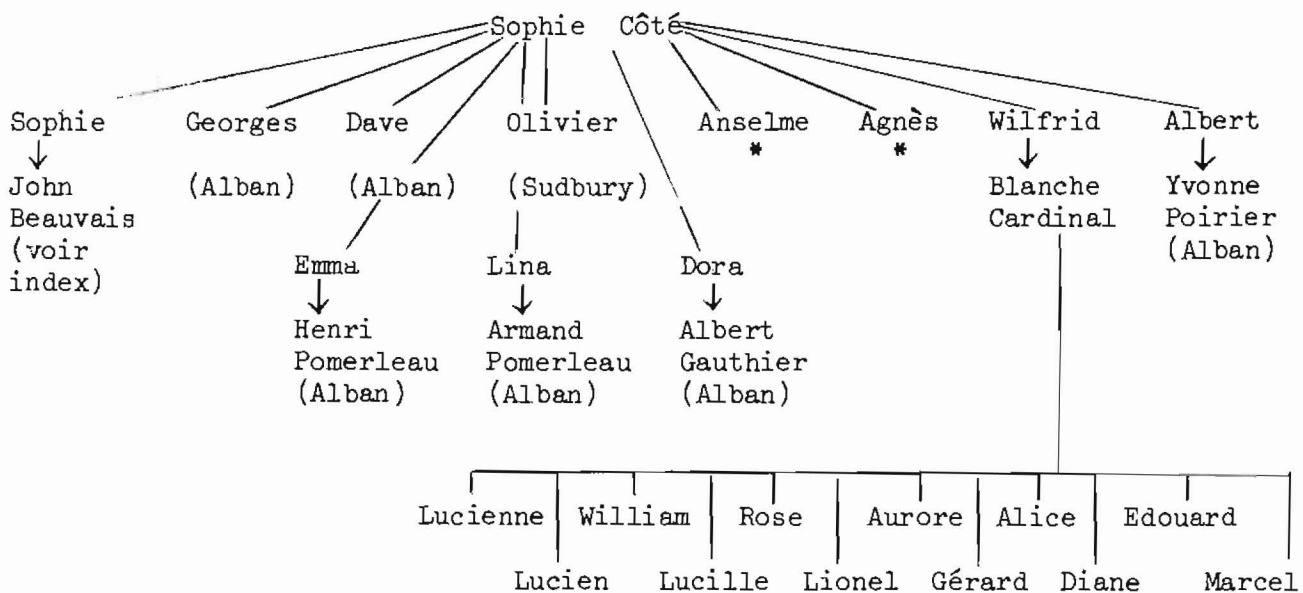 Sophie Côté
Sophie Georges Dave Olivier Anselme Agnès Wilfrid Albert
* *
John (Alban) (Alban) (Sudbury) Blanche Yvonne
Beauvais Cardinal Poirier
(voir (Alban)
index) Emma Lina Dora
Henri Armand Albert
Pomerleau Pomerleau Gauthier
(Alban) (Alban) (Alban)
Lucienne William Rose Aurore Alice Edouard
Lucien Lucille Lionel Gérard Diane Marcel